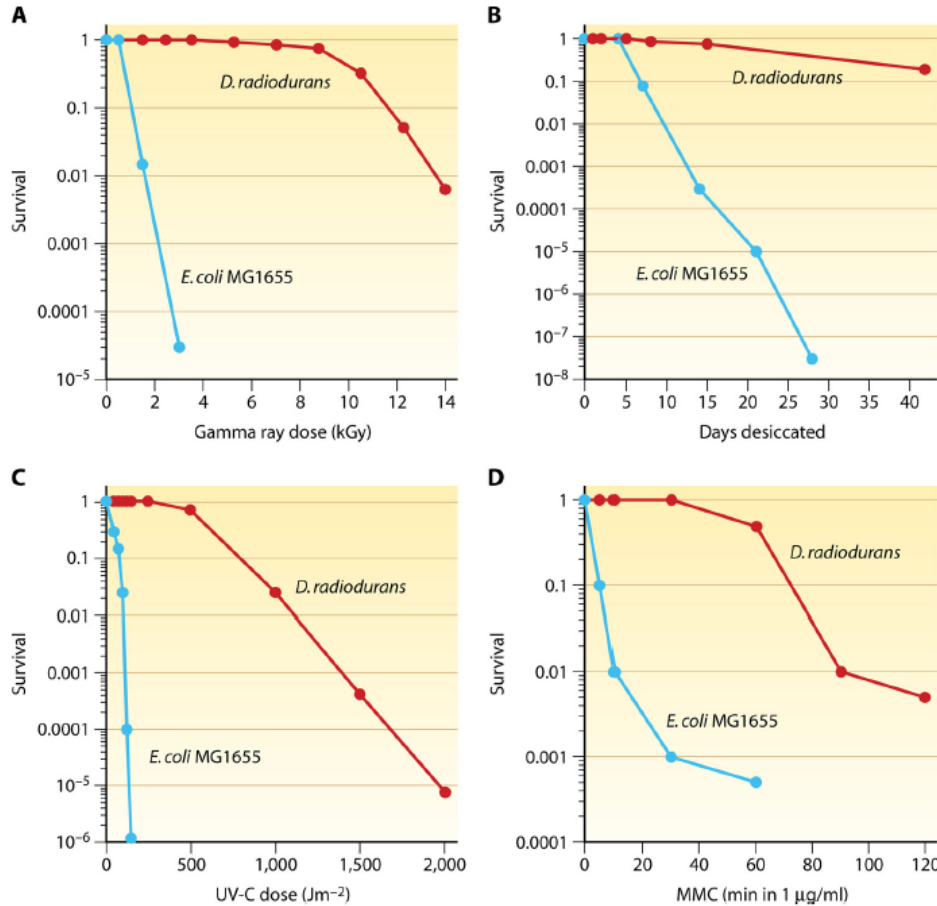 A
Survival
1
0.1
0.01
0.001
0.0001
10⁻⁵
D. radiodurans
E. coli MG1655
0 2 4 6 8 10 12 14
Gamma ray dose (kGy)
B
Survival
1
0.1
0.01
0.001
0.0001
10⁻⁵
10⁻⁶
10⁻⁷
10⁻⁸
D. radiodurans
E. coli MG1655
0 5 10 15 20 25 30 35 40
Days desiccated
C
Survival
1
0.1
0.01
0.001
0.0001
10⁻⁵
10⁻⁶
D. radiodurans
E. coli MG1655
0 500 1,000 1,500 2,000
UV-C dose (Jm⁻²)
D
Survival
1
0.1
0.01
0.001
0.0001
D. radiodurans
E. coli MG1655
0 20 40 60 80 100 120
MMC (min in 1 μg/ml)